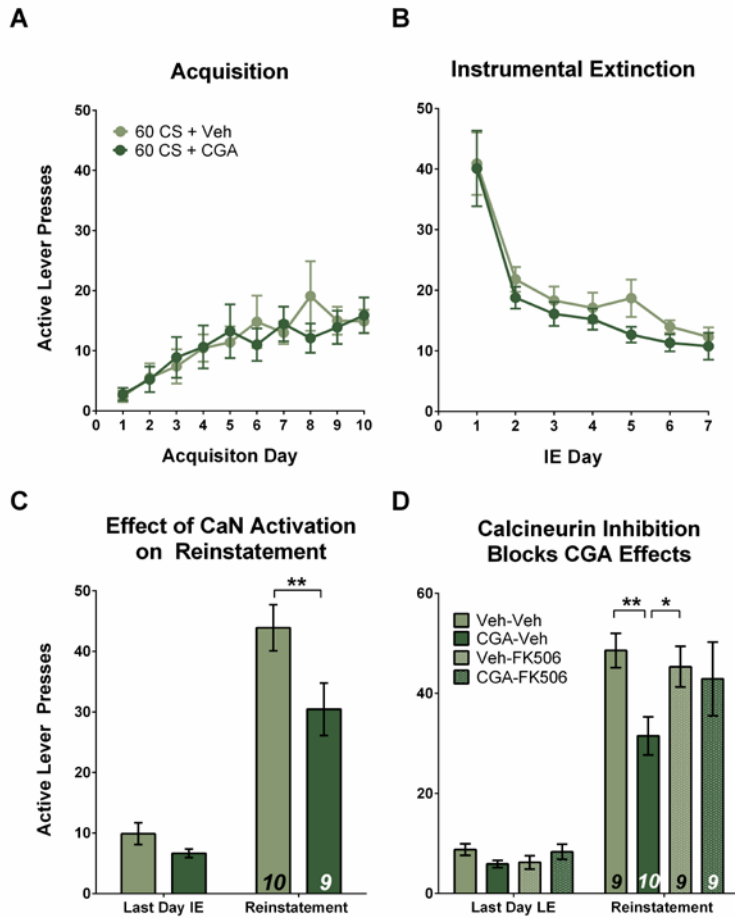 A
Acquisition
Active Lever Presses
50
40
30
20
10
0
60 CS + Veh
60 CS + CGA
0 1 2 3 4 5 6 7 8 9 10
Acquisiton Day
B
Instrumental Extinction
50
40
30
20
10
0
0 1 2 3 4 5 6 7
IE Day
C
Effect of CaN Activation
on Reinstatement
Active Lever Presses
50
40
30
20
10
0
**
10 9
Last Day IE Reinstatement
D
Calcineurin Inhibition
Blocks CGA Effects
60
40
20
0
Veh-Veh
CGA-Veh
Veh-FK506
CGA-FK506
** *
9 10 9 9
Last Day LE Reinstatement